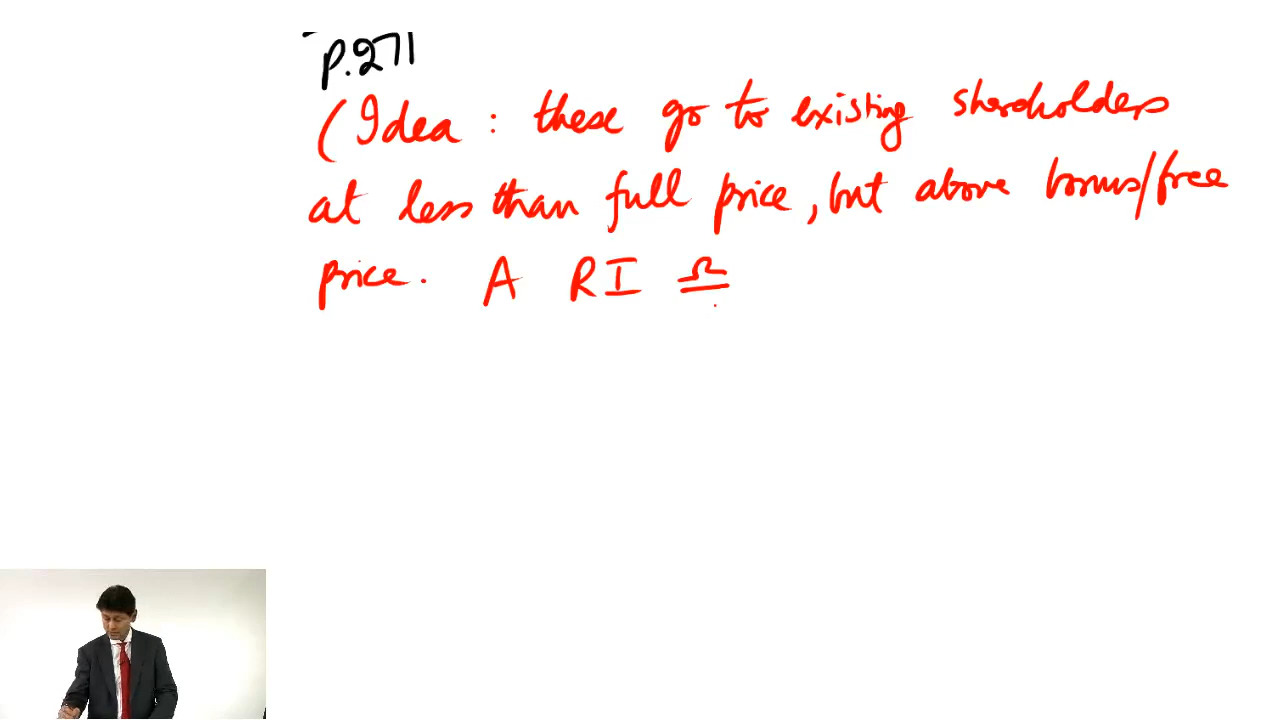 P.271
(Idea : these go to existing shareholders
at less than full price, but above bonus/free
price. A RI ≏